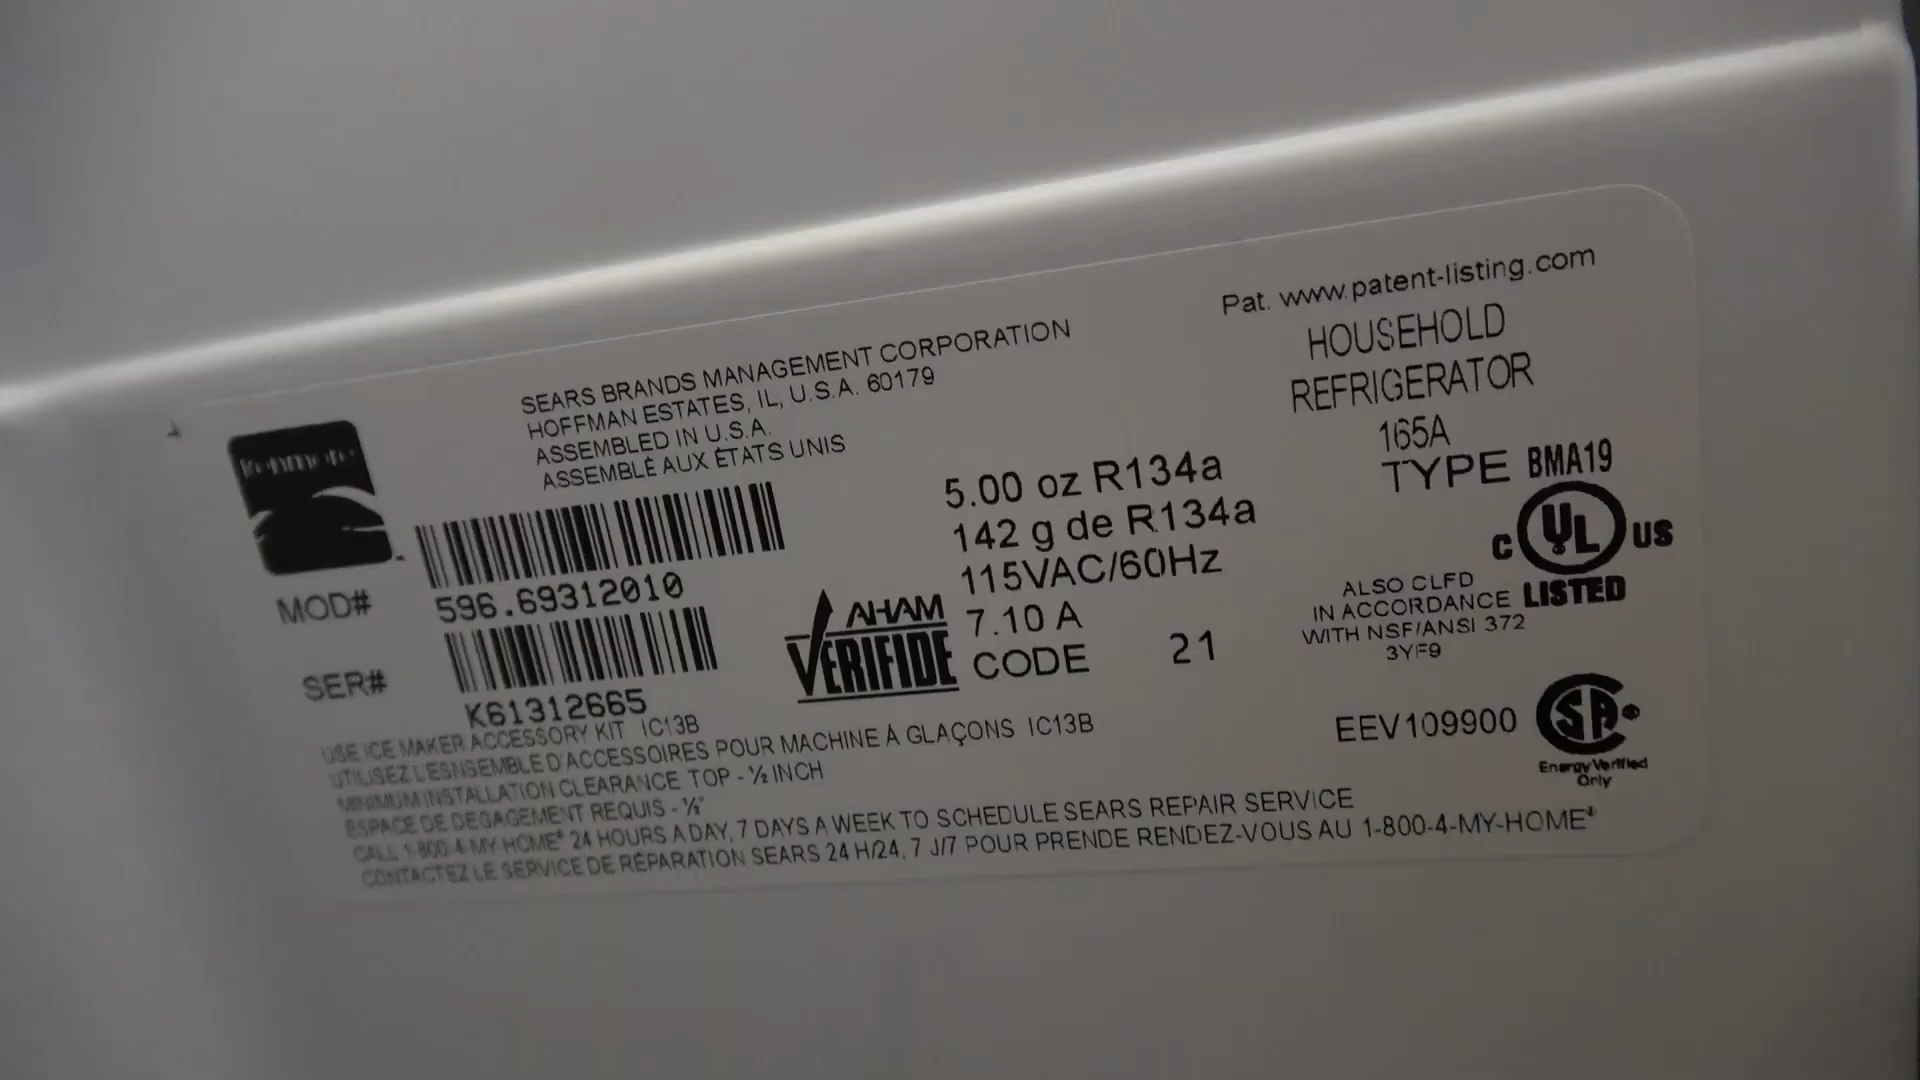 Pat. www.patent-listing.com
HOUSEHOLD
REFRIGERATOR
165A
TYPE BMA19
SEARS BRANDS MANAGEMENT CORPORATION
HOFFMAN ESTATES, IL, U.S.A. 60179
ASSEMBLED IN U.S.A.
ASSEMBLÉ AUX ÉTATS UNIS
Kenmore
5.00 oz R134a
142 g de R134a
115VAC/60Hz
7.10 A
CODE 21
C UL US
LISTED
ALSO CLFD
IN ACCORDANCE
WITH NSF/ANSI 372
3YF9
MOD# 596.69312010
SER# K61312665
AHAM
VERIFIDE
EEV109900
SA
Energy Verified
Only
USE ICE MAKER ACCESSORY KIT IC13B
UTILISEZ L'ESNSEMBLE D'ACCESSOIRES POUR MACHINE À GLAÇONS IC13B
MINIMUM INSTALLATION CLEARANCE TOP - ½ INCH
ESPACE DE DEGAGEMENT REQUIS - ½"
CALL 1-800-4-MY-HOME® 24 HOURS A DAY, 7 DAYS A WEEK TO SCHEDULE SEARS REPAIR SERVICE
CONTACTEZ LE SERVICE DE RÉPARATION SEARS 24 H/24, 7 J/7 POUR PRENDE RENDEZ-VOUS AU 1-800-4-MY-HOME®